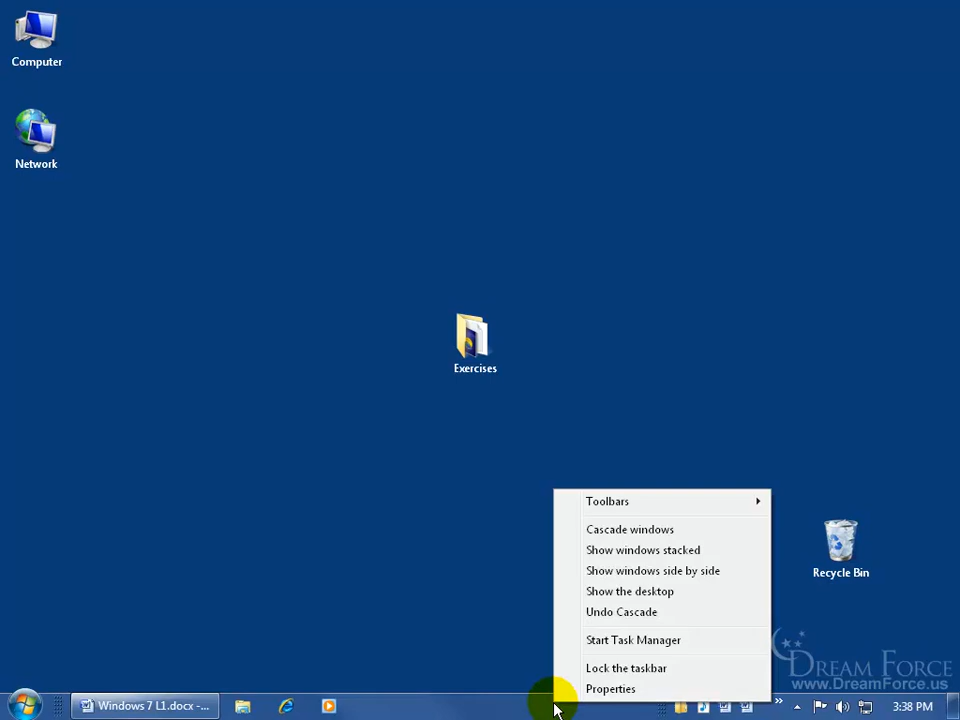 Computer
Network
Exercises
Toolbars
Cascade windows
Show windows stacked
Show windows side by side
Show the desktop
Undo Cascade
Start Task Manager
Lock the taskbar
Properties
Recycle Bin
DREAM FORCE
www.DreamForce.us
Windows 7 L1.docx -...
»
3:38 PM